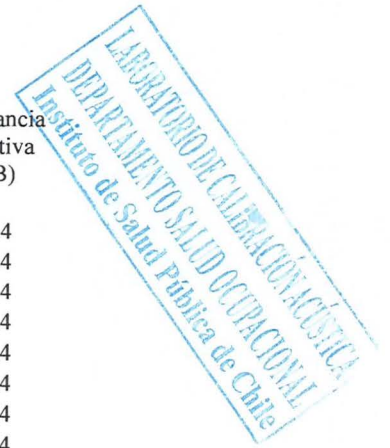 ancia
tiva
B)
4
4
4
4
4
4
4
4
LABORATORIO DE CALIBRACIÓN ACÚSTICA
DEPARTAMENTO SALUD OCUPACIONAL
Instituto de Salud Pública de Chile